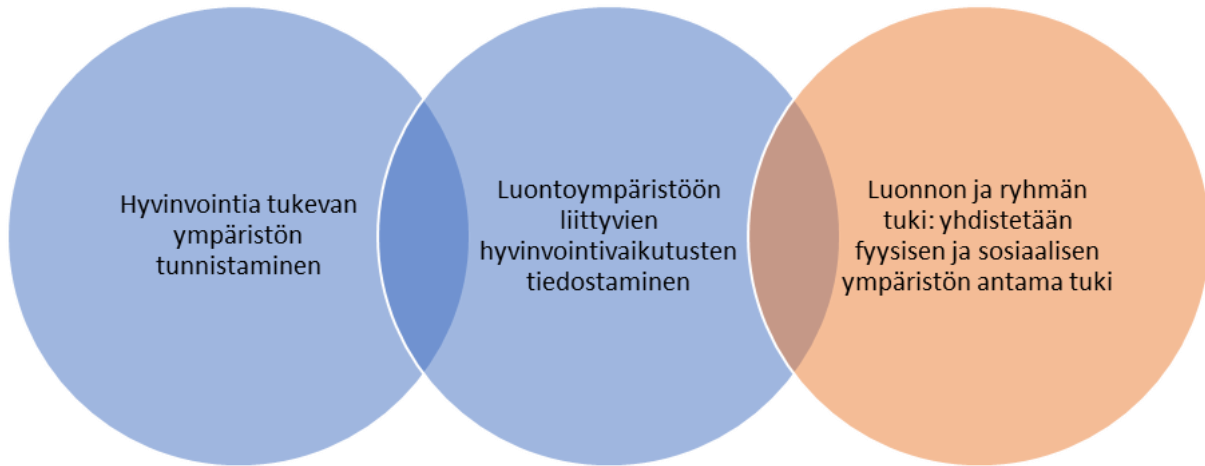 Hyvinvointia tukevan
ympäristön
tunnistaminen
Luontoympäristöön
liittyvien
hyvinvointivaikutusten
tiedostaminen
Luonnon ja ryhmän
tuki: yhdistetään
fyysisen ja sosiaalisen
ympäristön antama tuki